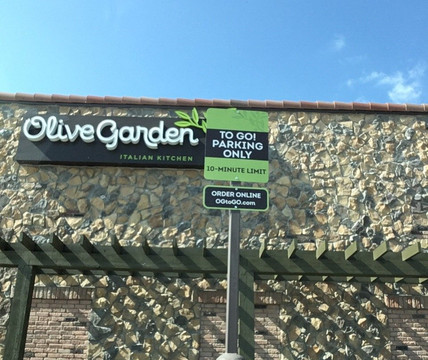 Olive Garden
ITALIAN KITCHEN
TO GO!
PARKING
ONLY
10-MINUTE LIMIT
ORDER ONLINE
OGtoGO.com